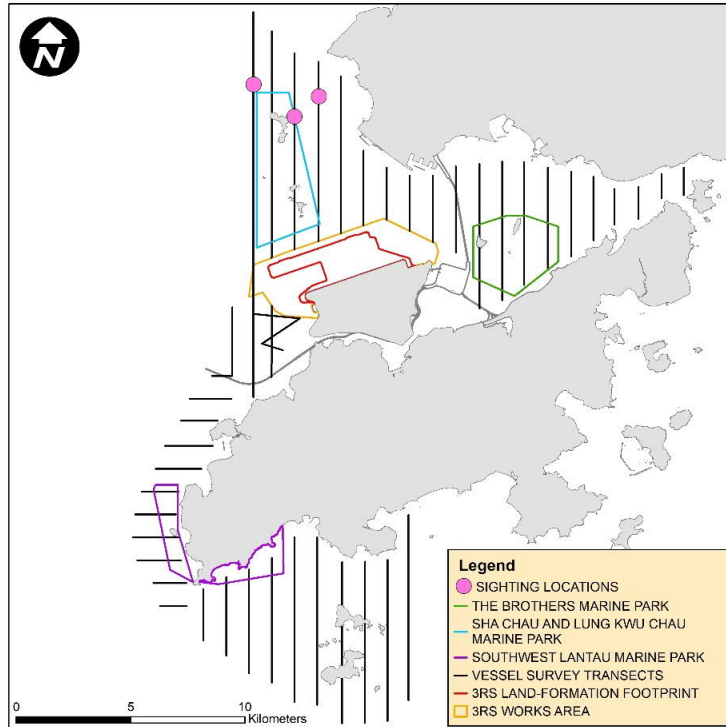 N
Legend
SIGHTING LOCATIONS
THE BROTHERS MARINE PARK
SHA CHAU AND LUNG KWU CHAU
MARINE PARK
SOUTHWEST LANTAU MARINE PARK
VESSEL SURVEY TRANSECTS
3RS LAND-FORMATION FOOTPRINT
3RS WORKS AREA
0 5 10
Kilometers